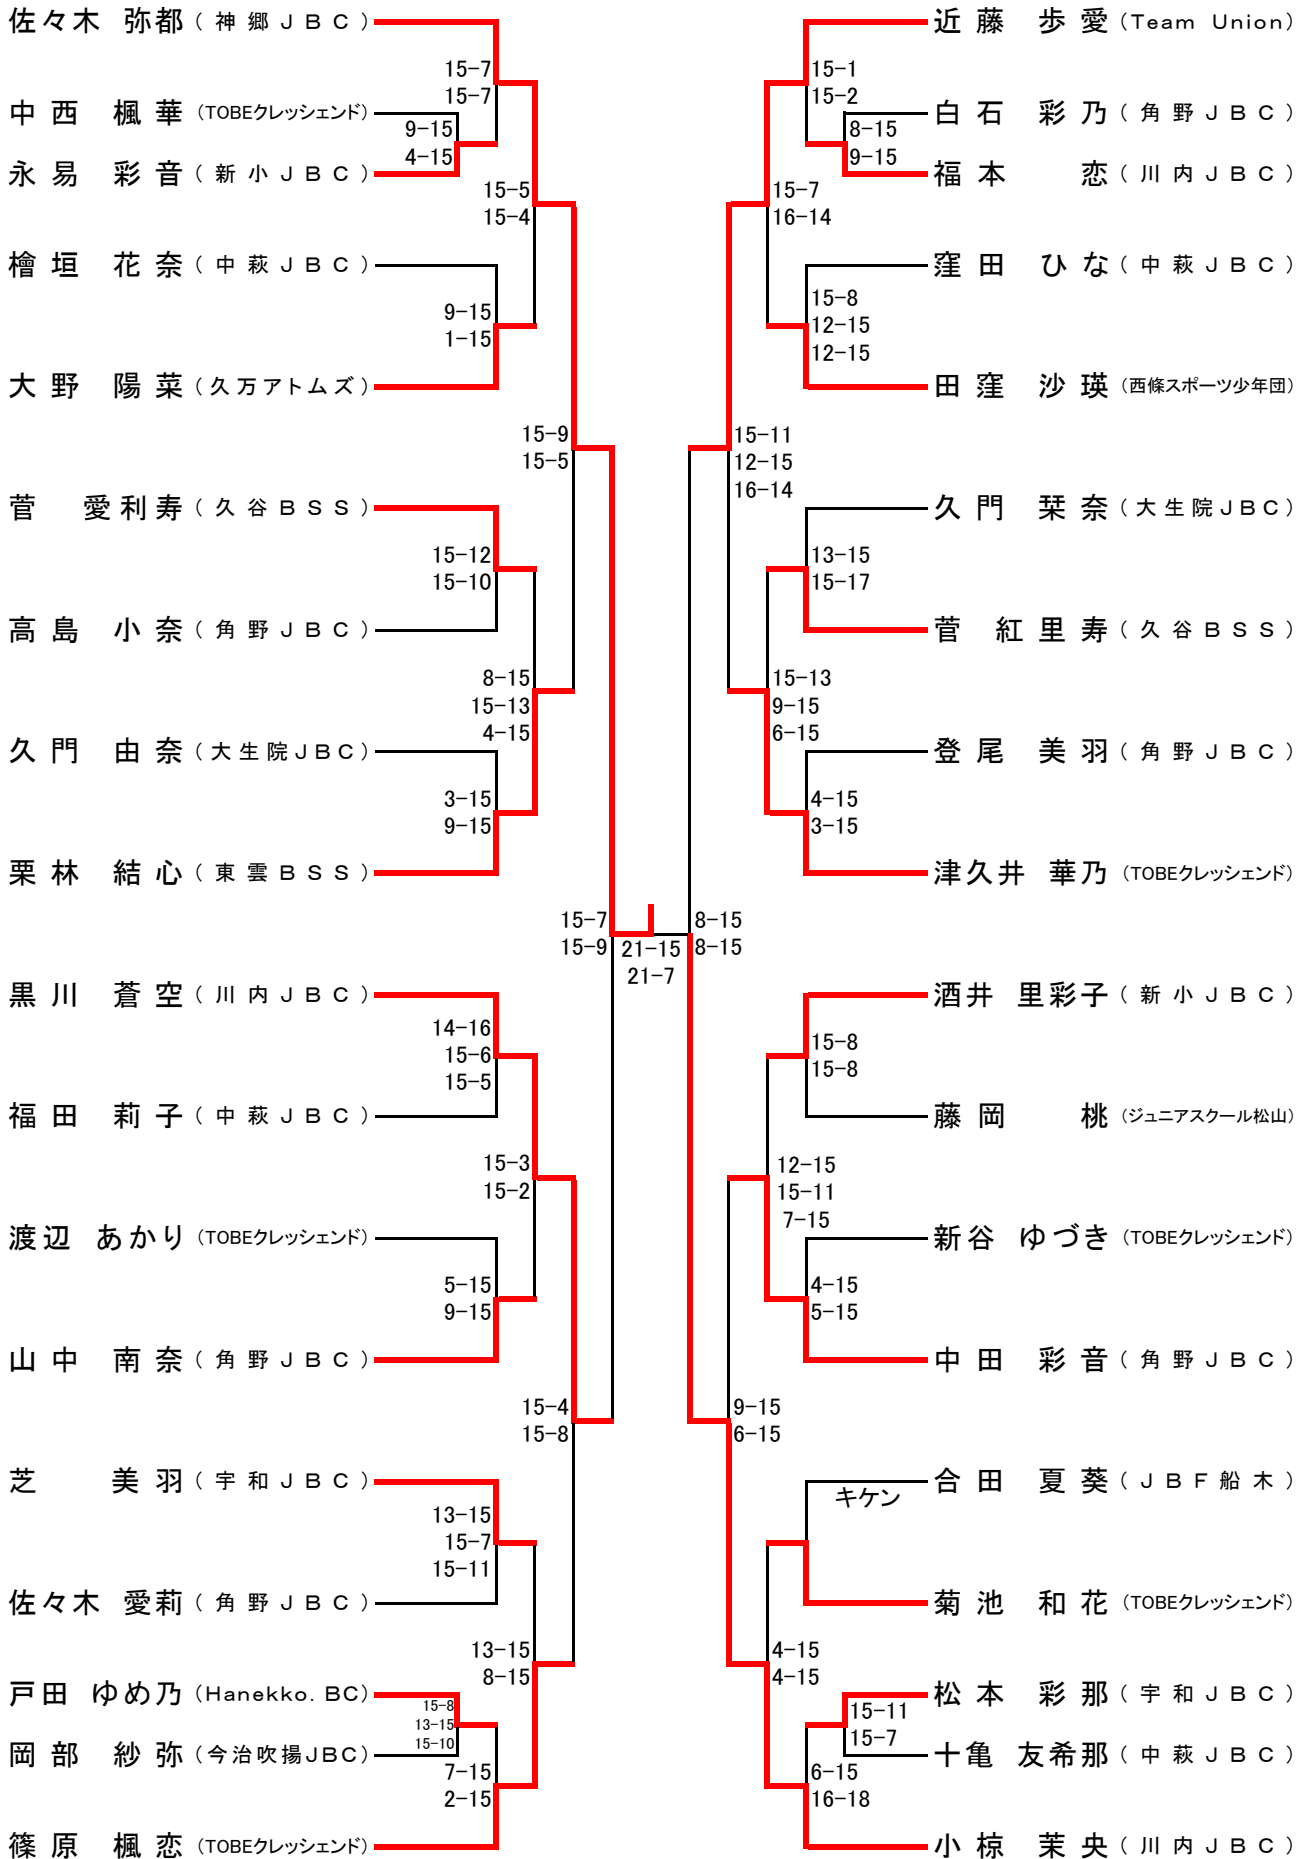 佐々木 弥都 (神郷JBC)
15-7
15-7
中西 楓華 (TOBEクレッシェンド)
9-15
4-15
永易 彩音 (新小JBC)
15-5
15-4
檜垣 花奈 (中萩JBC)
9-15
1-15
大野 陽菜 (久万アトムズ)
15-9
15-5
菅 愛利寿 (久谷BSS)
15-12
15-10
高島 小奈 (角野JBC)
8-15
15-13
4-15
久門 由奈 (大生院JBC)
3-15
9-15
栗林 結心 (東雲BSS)
15-7
15-9
黒川 蒼空 (川内JBC)
14-16
15-6
15-5
福田 莉子 (中萩JBC)
15-3
15-2
渡辺 あかり (TOBEクレッシェンド)
5-15
9-15
山中 南奈 (角野JBC)
15-4
15-8
芝 美羽 (宇和JBC)
13-15
15-7
15-11
佐々木 愛莉 (角野JBC)
13-15
8-15
戸田 ゆめ乃 (Hanekko. BC)
15-8
13-15
15-10
岡部 紗弥 (今治吹揚JBC)
7-15
2-15
篠原 楓恋 (TOBEクレッシェンド)
21-15
21-7
近藤 歩愛 (Team Union)
15-1
15-2
白石 彩乃 (角野JBC)
8-15
9-15
福本 恋 (川内JBC)
15-7
16-14
窪田 ひな (中萩JBC)
15-8
12-15
12-15
田窪 沙瑛 (西條スポーツ少年団)
15-11
12-15
16-14
久門 栞奈 (大生院JBC)
13-15
15-17
菅 紅里寿 (久谷BSS)
15-13
9-15
6-15
登尾 美羽 (角野JBC)
4-15
3-15
津久井 華乃 (TOBEクレッシェンド)
8-15
8-15
酒井 里彩子 (新小JBC)
15-8
15-8
藤岡 桃 (ジュニアスクール松山)
12-15
15-11
7-15
新谷 ゆづき (TOBEクレッシェンド)
4-15
5-15
中田 彩音 (角野JBC)
9-15
6-15
合田 夏葵 (JBF船木)
キケン
菊池 和花 (TOBEクレッシェンド)
4-15
4-15
松本 彩那 (宇和JBC)
15-11
15-7
十亀 友希那 (中萩JBC)
6-15
16-18
小椋 茉央 (川内JBC)